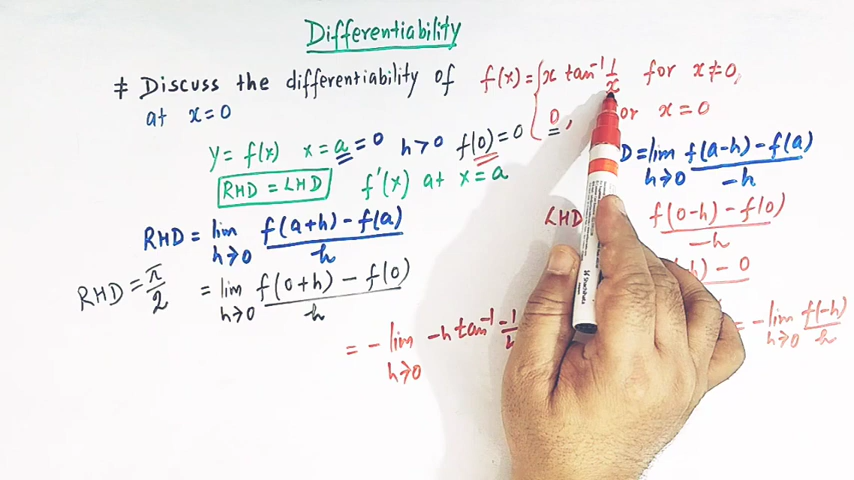 Differentiability
≠ Discuss the differentiability of f(x) = { x tan⁻¹ 1/x for x ≠ 0,
at x = 0
0, for x = 0
y = f(x) x = a = 0 h > 0 f(0) = 0
RHD = LHD f'(x) at x = a
RHD = lim h→0 f(a+h) - f(a) / h
RHD = π/2 = lim h→0 f(0+h) - f(0) / h
D = lim h→0 f(a-h) - f(a) / -h
LHD f(0-h) - f(0) / -h
h) - 0
= - lim h→0 f(-h) / h
= - lim h→0 -h tan⁻¹ -1/h